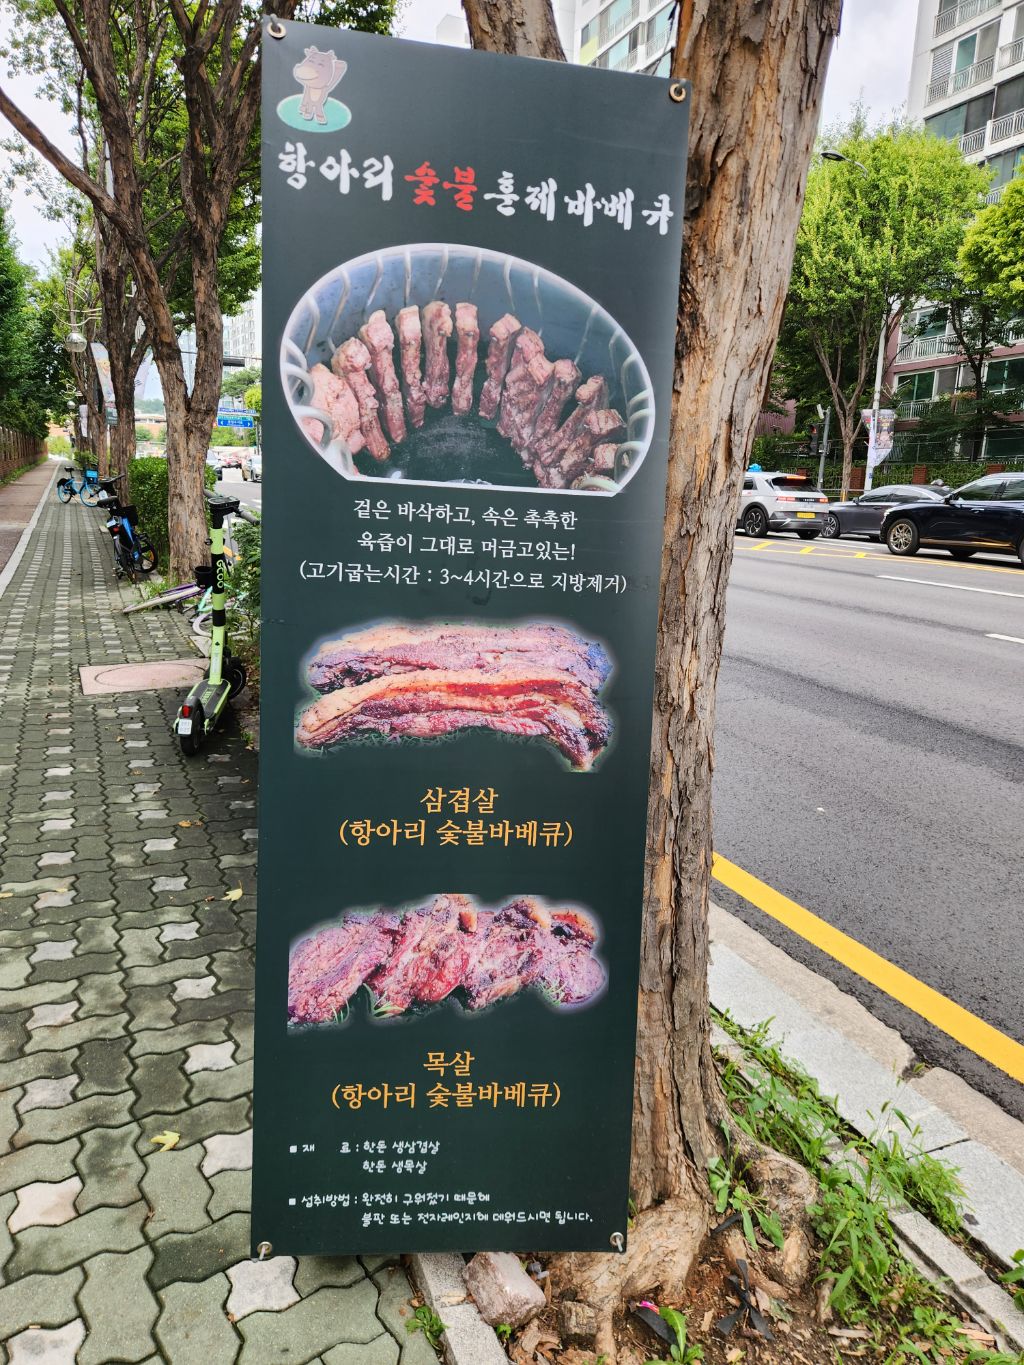 항아리 숯불 훈제 바·베 큐
겉은 바삭하고, 속은 촉촉한
육즙이 그대로 머금고있는!
(고기굽는시간 : 3~4시간으로 지방제거)
삼겹살
(항아리 숯불바베큐)
목살
(항아리 숯불바베큐)
■ 재 료 : 한돈 생삼겹살
한돈 생목살
■ 섭취방법 : 완전히 구워졌기 때문에
불판 또는 전자레인지에 데워드시면 됩니다.